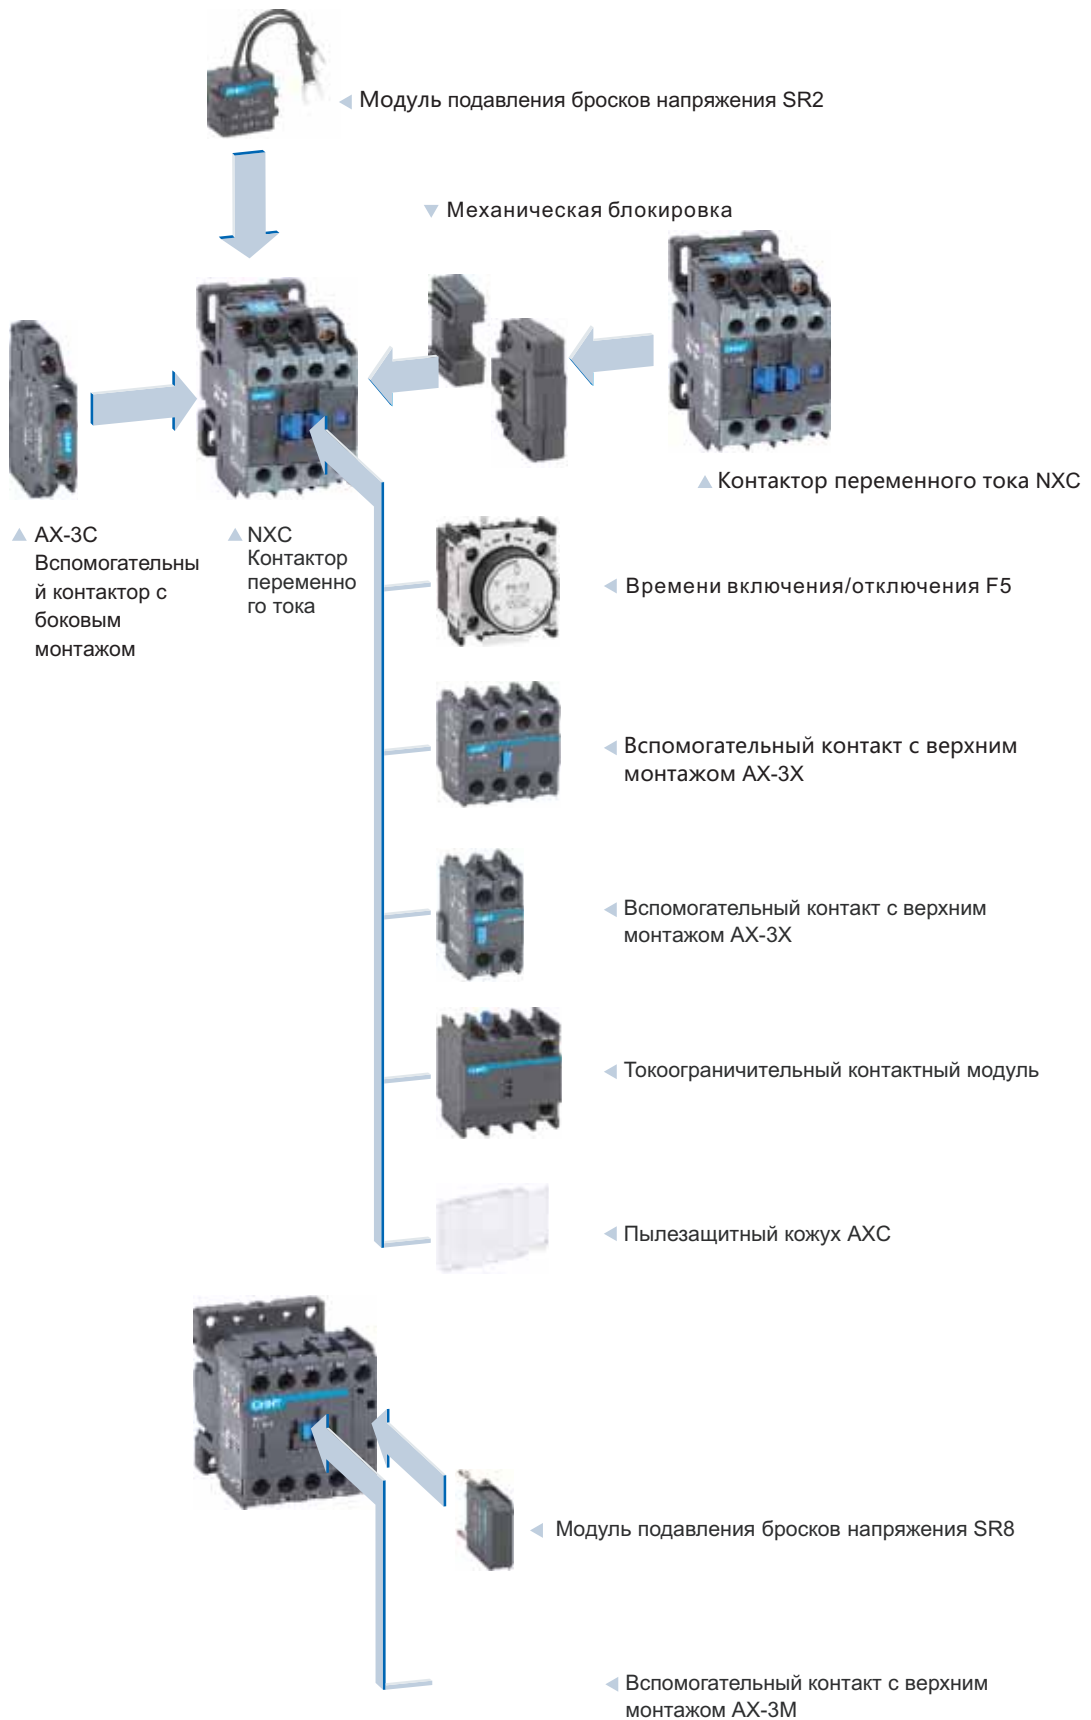 Модуль подавления бросков напряжения SR2
Механическая блокировка
Контактор переменного тока NXC
AX-3C
Вспомогательны
й контактор с
боковым
монтажом
NXC
Контактор
переменно
го тока
Времени включения/отключения F5
Вспомогательный контакт с верхним
монтажом AX-3X
Вспомогательный контакт с верхним
монтажом AX-3X
Токоограничительный контактный модуль
Пылезащитный кожух AXC
CHNT
Модуль подавления бросков напряжения SR8
Вспомогательный контакт с верхним
монтажом AX-3M